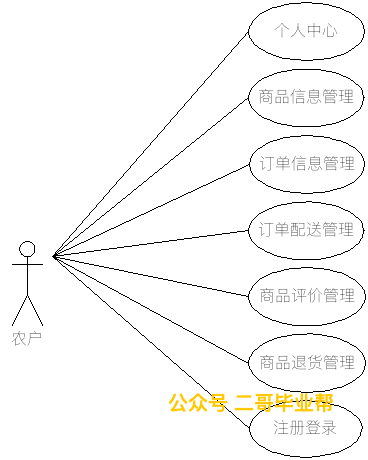 个人中心
商品信息管理
订单信息管理
订单配送管理
商品评价管理
农户
商品退货管理
公众号 二哥毕业帮
注册登录